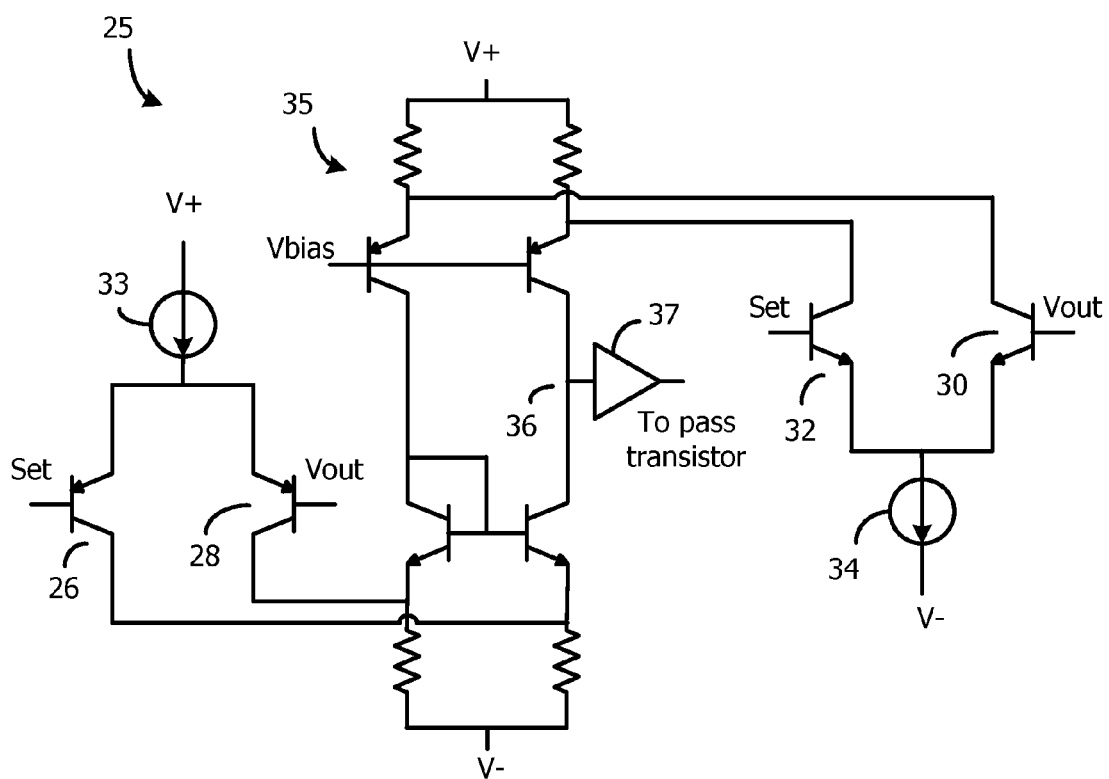 25
V+
35
V+
Vbias
33
Set
Vout
37
30
36
To pass
transistor
32
Set
Vout
28
26
34
V-
V-